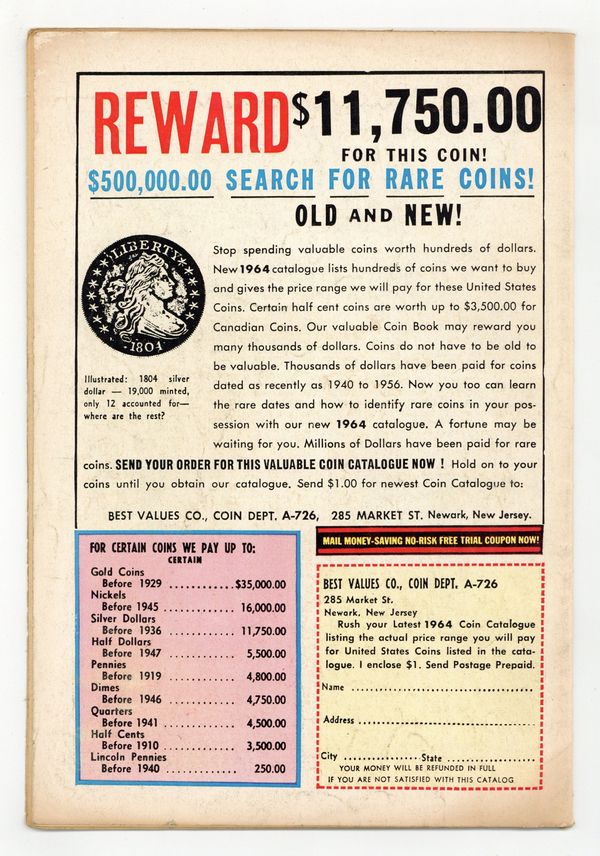 REWARD $11,750.00
FOR THIS COIN!
$500,000.00 SEARCH FOR RARE COINS!
OLD AND NEW!
LIBERTY
1804
Illustrated: 1804 silver
dollar — 19,000 minted,
only 12 accounted for—
where are the rest?
Stop spending valuable coins worth hundreds of dollars.
New 1964 catalogue lists hundreds of coins we want to buy
and gives the price range we will pay for these United States
Coins. Certain half cent coins are worth up to $3,500.00 for
Canadian Coins. Our valuable Coin Book may reward you
many thousands of dollars. Coins do not have to be old to
be valuable. Thousands of dollars have been paid for coins
dated as recently as 1940 to 1956. Now you too can learn
the rare dates and how to identify rare coins in your pos-
session with our new 1964 catalogue. A fortune may be
waiting for you. Millions of Dollars have been paid for rare
coins. SEND YOUR ORDER FOR THIS VALUABLE COIN CATALOGUE NOW ! Hold on to your
coins until you obtain our catalogue. Send $1.00 for newest Coin Catalogue to:
BEST VALUES CO., COIN DEPT. A-726, 285 MARKET ST. Newark, New Jersey.
FOR CERTAIN COINS WE PAY UP TO:
CERTAIN
Gold Coins
Before 1929 ............$35,000.00
Nickels
Before 1945 ............ 16,000.00
Silver Dollars
Before 1936 ............ 11,750.00
Half Dollars
Before 1947 ............ 5,500.00
Pennies
Before 1919 ............ 4,800.00
Dimes
Before 1946 ............ 4,750.00
Quarters
Before 1941 ............ 4,500.00
Half Cents
Before 1910 ............ 3,500.00
Lincoln Pennies
Before 1940 ............ 250.00
MAIL MONEY-SAVING NO-RISK FREE TRIAL COUPON NOW!
BEST VALUES CO., COIN DEPT. A-726
285 Market St.
Newark, New Jersey
Rush your Latest 1964 Coin Catalogue
listing the actual price range you will pay
for United States Coins listed in the cata-
logue. I enclose $1. Send Postage Prepaid.
Name ........................................
Address ........................................
City .................. State ..................
YOUR MONEY WILL BE REFUNDED IN FULL
IF YOU ARE NOT SATISFIED WITH THIS CATALOG